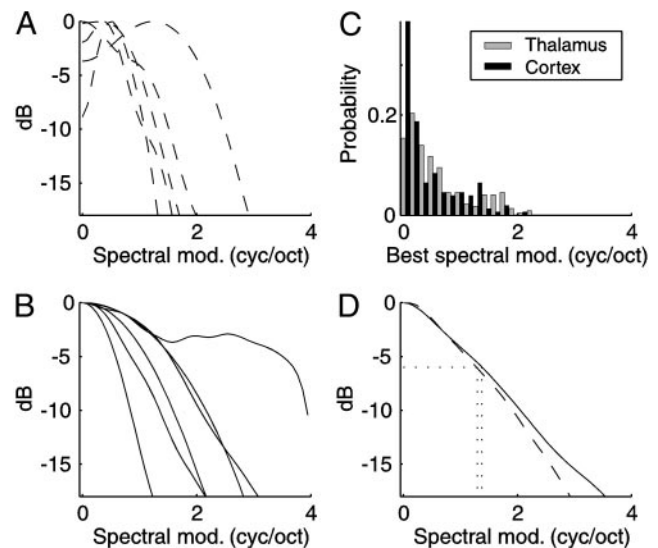 A
0
-5
-10
-15
dB
0 2 4
Spectral mod. (cyc/oct)
C
Thalamus
Cortex
0.2
0
Probability
0 2 4
Best spectral mod. (cyc/oct)
B
0
-5
-10
-15
dB
0 2 4
Spectral mod. (cyc/oct)
D
0
-5
-10
-15
dB
0 2 4
Spectral mod. (cyc/oct)